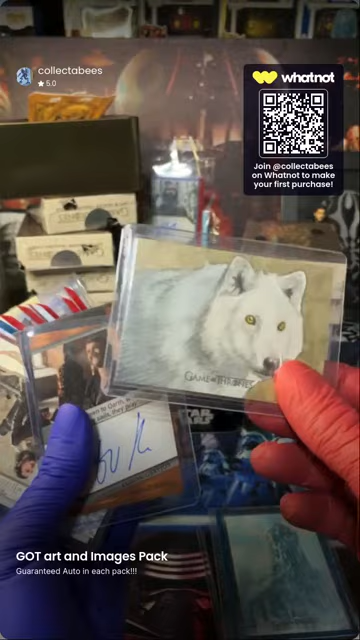 collectabees
★ 5.0
whatnot
Join @collectabees
on Whatnot to make
your first purchase!
GAME OF THRONES
STAR
GOT art and Images Pack
Guaranteed Auto in each pack!!!